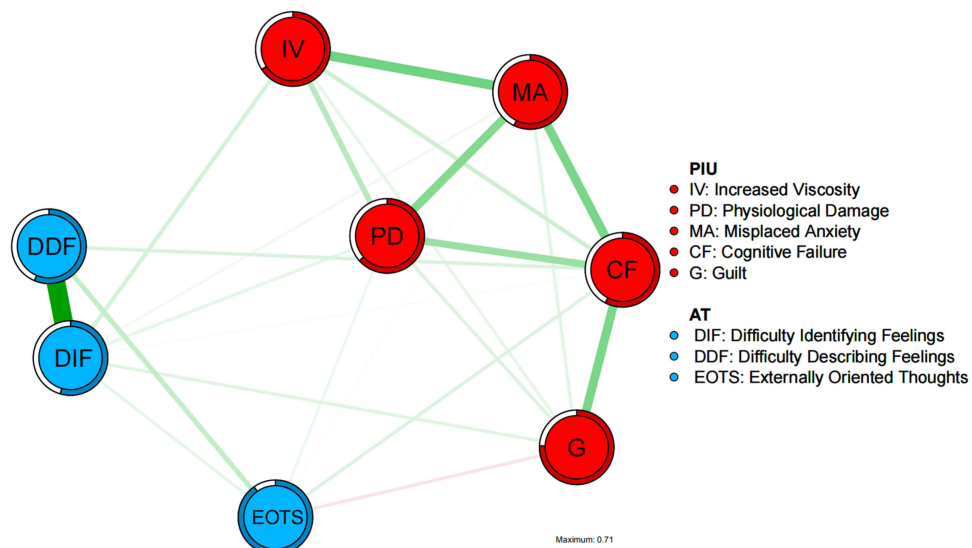 IV
MA
PD
DDF
CF
DIF
G
EOTS
PIU
IV: Increased Viscosity
PD: Physiological Damage
MA: Misplaced Anxiety
CF: Cognitive Failure
G: Guilt
AT
DIF: Difficulty Identifying Feelings
DDF: Difficulty Describing Feelings
EOTS: Externally Oriented Thoughts
Maximum: 0.71